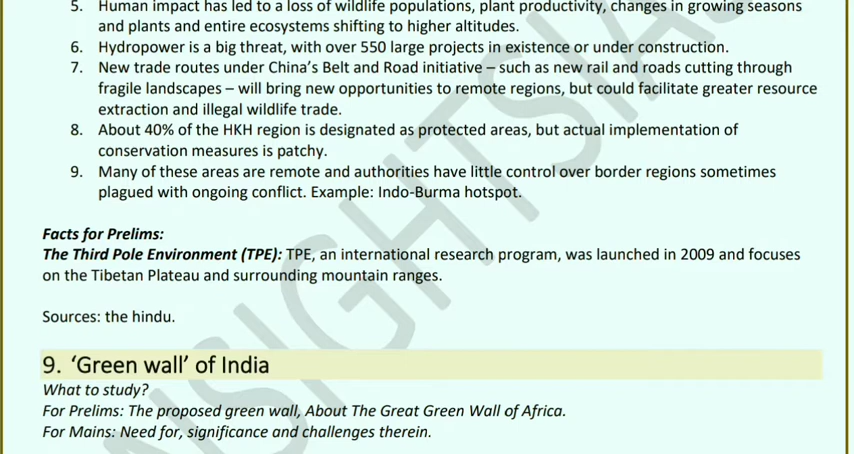 5. Human impact has led to a loss of wildlife populations, plant productivity, changes in growing seasons
and plants and entire ecosystems shifting to higher altitudes.
6. Hydropower is a big threat, with over 550 large projects in existence or under construction.
7. New trade routes under China's Belt and Road initiative – such as new rail and roads cutting through
fragile landscapes – will bring new opportunities to remote regions, but could facilitate greater resource
extraction and illegal wildlife trade.
8. About 40% of the HKH region is designated as protected areas, but actual implementation of
conservation measures is patchy.
9. Many of these areas are remote and authorities have little control over border regions sometimes
plagued with ongoing conflict. Example: Indo-Burma hotspot.
Facts for Prelims:
The Third Pole Environment (TPE): TPE, an international research program, was launched in 2009 and focuses
on the Tibetan Plateau and surrounding mountain ranges.
Sources: the hindu.
9. ‘Green wall’ of India
What to study?
For Prelims: The proposed green wall, About The Great Green Wall of Africa.
For Mains: Need for, significance and challenges therein.
INSIGHTSIAS